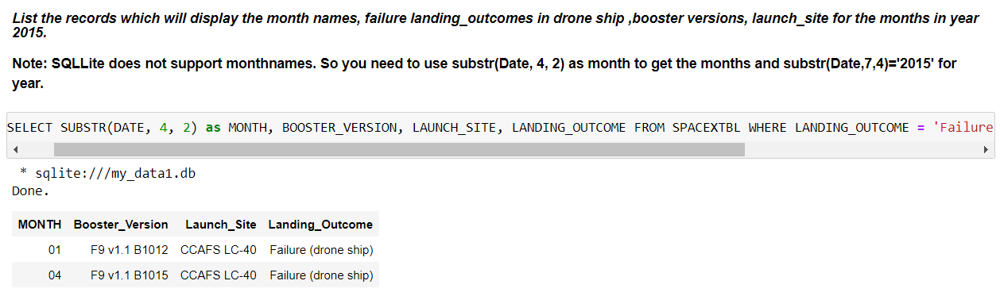 List the records which will display the month names, failure landing_outcomes in drone ship ,booster versions, launch_site for the months in year
2015.
Note: SQLLite does not support monthnames. So you need to use substr(Date, 4, 2) as month to get the months and substr(Date,7,4)='2015' for
year.
SELECT SUBSTR(DATE, 4, 2) as MONTH, BOOSTER_VERSION, LAUNCH_SITE, LANDING_OUTCOME FROM SPACEXTBL WHERE LANDING_OUTCOME = 'Failure
* sqlite:///my_data1.db
Done.
MONTH Booster_Version Launch_Site Landing_Outcome
01 F9 v1.1 B1012 CCAFS LC-40 Failure (drone ship)
04 F9 v1.1 B1015 CCAFS LC-40 Failure (drone ship)